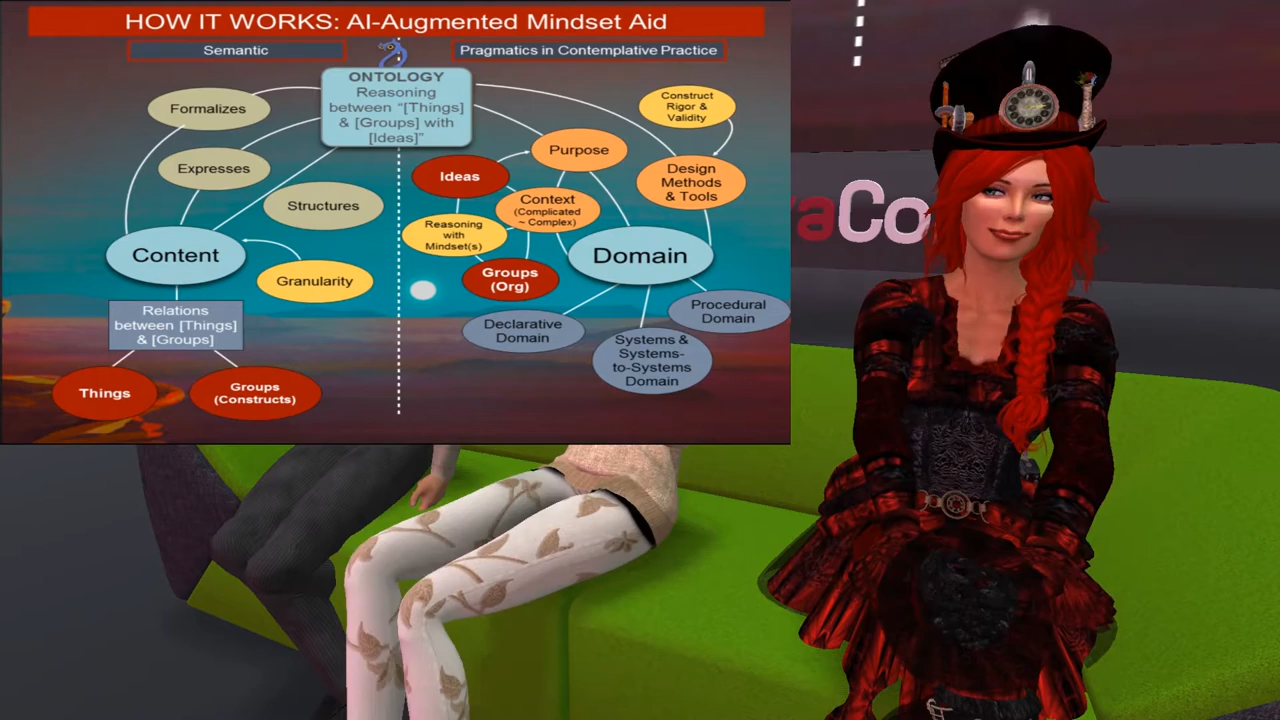 HOW IT WORKS: AI-Augmented Mindset Aid
Semantic
Pragmatics in Contemplative Practice
ONTOLOGY
Reasoning
between “[Things]
& [Groups] with
[Ideas]”
Formalizes
Expresses
Structures
Content
Granularity
Relations
between [Things]
& [Groups]
Things
Groups
(Constructs)
Construct
Rigor &
Validity
Purpose
Ideas
Design
Methods
& Tools
Context
(Complicated
~ Complex)
Reasoning
with
Mindset(s)
Groups
(Org)
Domain
Declarative
Domain
Procedural
Domain
Systems &
Systems-
to-Systems
Domain
aCo